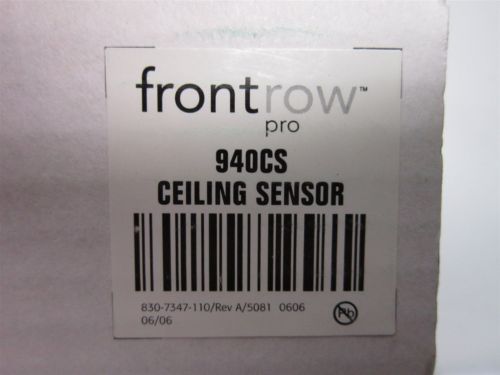 frontrow™
pro
940CS
CEILING SENSOR
830-7347-110/Rev A/5081 0606
06/06
Pb